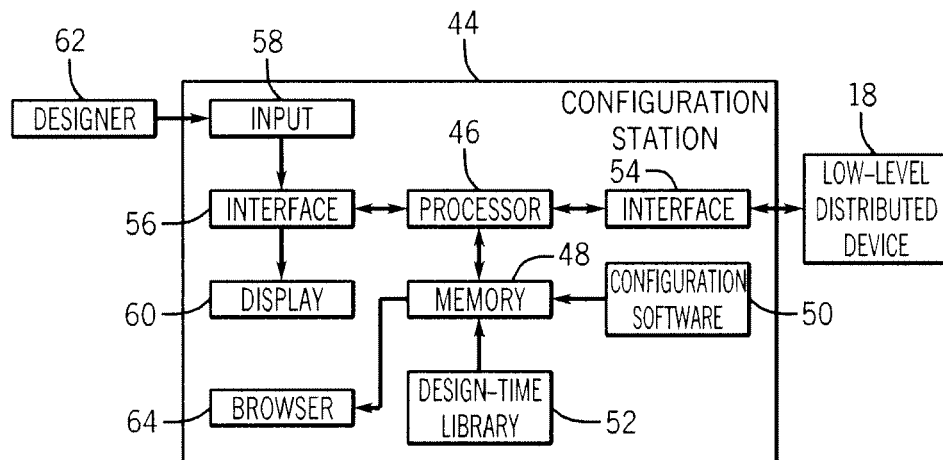 62
58
44
DESIGNER
INPUT
CONFIGURATION
STATION
18
46
54
LOW-LEVEL
DISTRIBUTED
DEVICE
56
INTERFACE
PROCESSOR
INTERFACE
48
60
DISPLAY
MEMORY
CONFIGURATION
SOFTWARE
50
64
BROWSER
DESIGN-TIME
LIBRARY
52